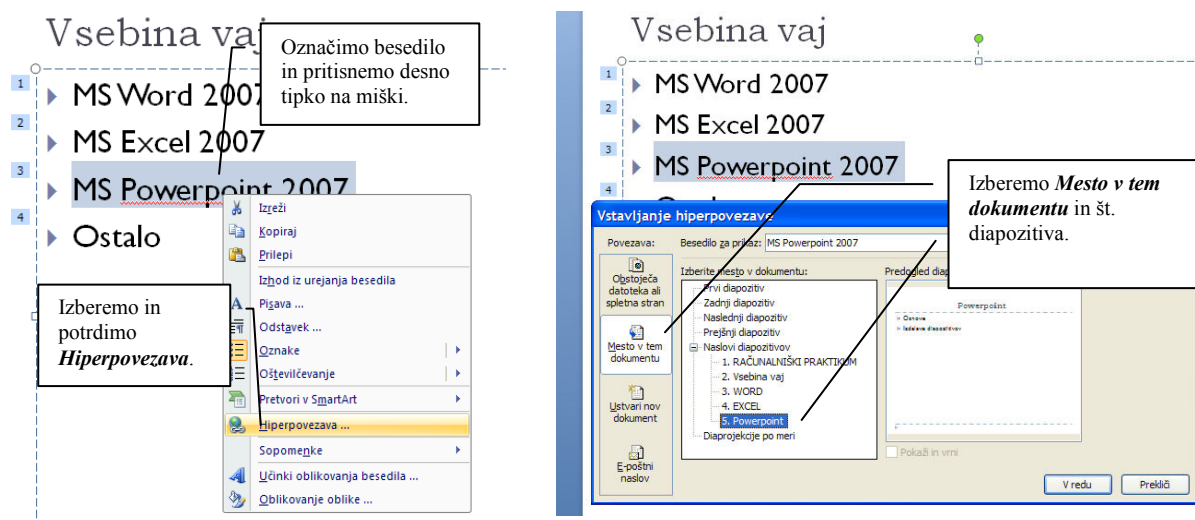 Vsebina vaj
Označimo besedilo
in pritisnemo desno
tipko na miški.
1
MS Word 2007
2
MS Excel 2007
3
MS Powerpoint 2007
4
Ostalo
Izreži
Kopiraj
Prilepi
Izhod iz urejanja besedila
Pisava ...
Odstavek ...
Oznake
Oštevilčevanje
Pretvori v SmartArt
Hiperpovezava ...
Sopomenke
Učinki oblikovanja besedila ...
Oblikovanje oblike ...
Izberemo in
potrdimo
Hiperpovezava.
Vsebina vaj
1
MS Word 2007
2
MS Excel 2007
3
MS Powerpoint 2007
4
Izberemo Mesto v tem
dokumentu in št.
diapozitiva.
Vstavljanje hiperpovezave
Povezava:
Besedilo za prikaz:
MS Powerpoint 2007
Obstoječa
datoteka ali
spletna stran
Mesto v tem
dokumentu
Ustvari nov
dokument
E-poštni
naslov
Izberite mesto v dokumentu:
Prvi diapozitiv
Zadnji diapozitiv
Naslednji diapozitiv
Prejšnji diapozitiv
Naslovi diapozitivov
1. RAČUNALNIŠKI PRAKTIKUM
2. Vsebina vaj
3. WORD
4. EXCEL
5. Powerpoint
Diaprojekcije po meri
Predogled
Powerpoint
Osnove
Izdelava diapozitivov
Pokaži in vrni
V redu
Prekliči